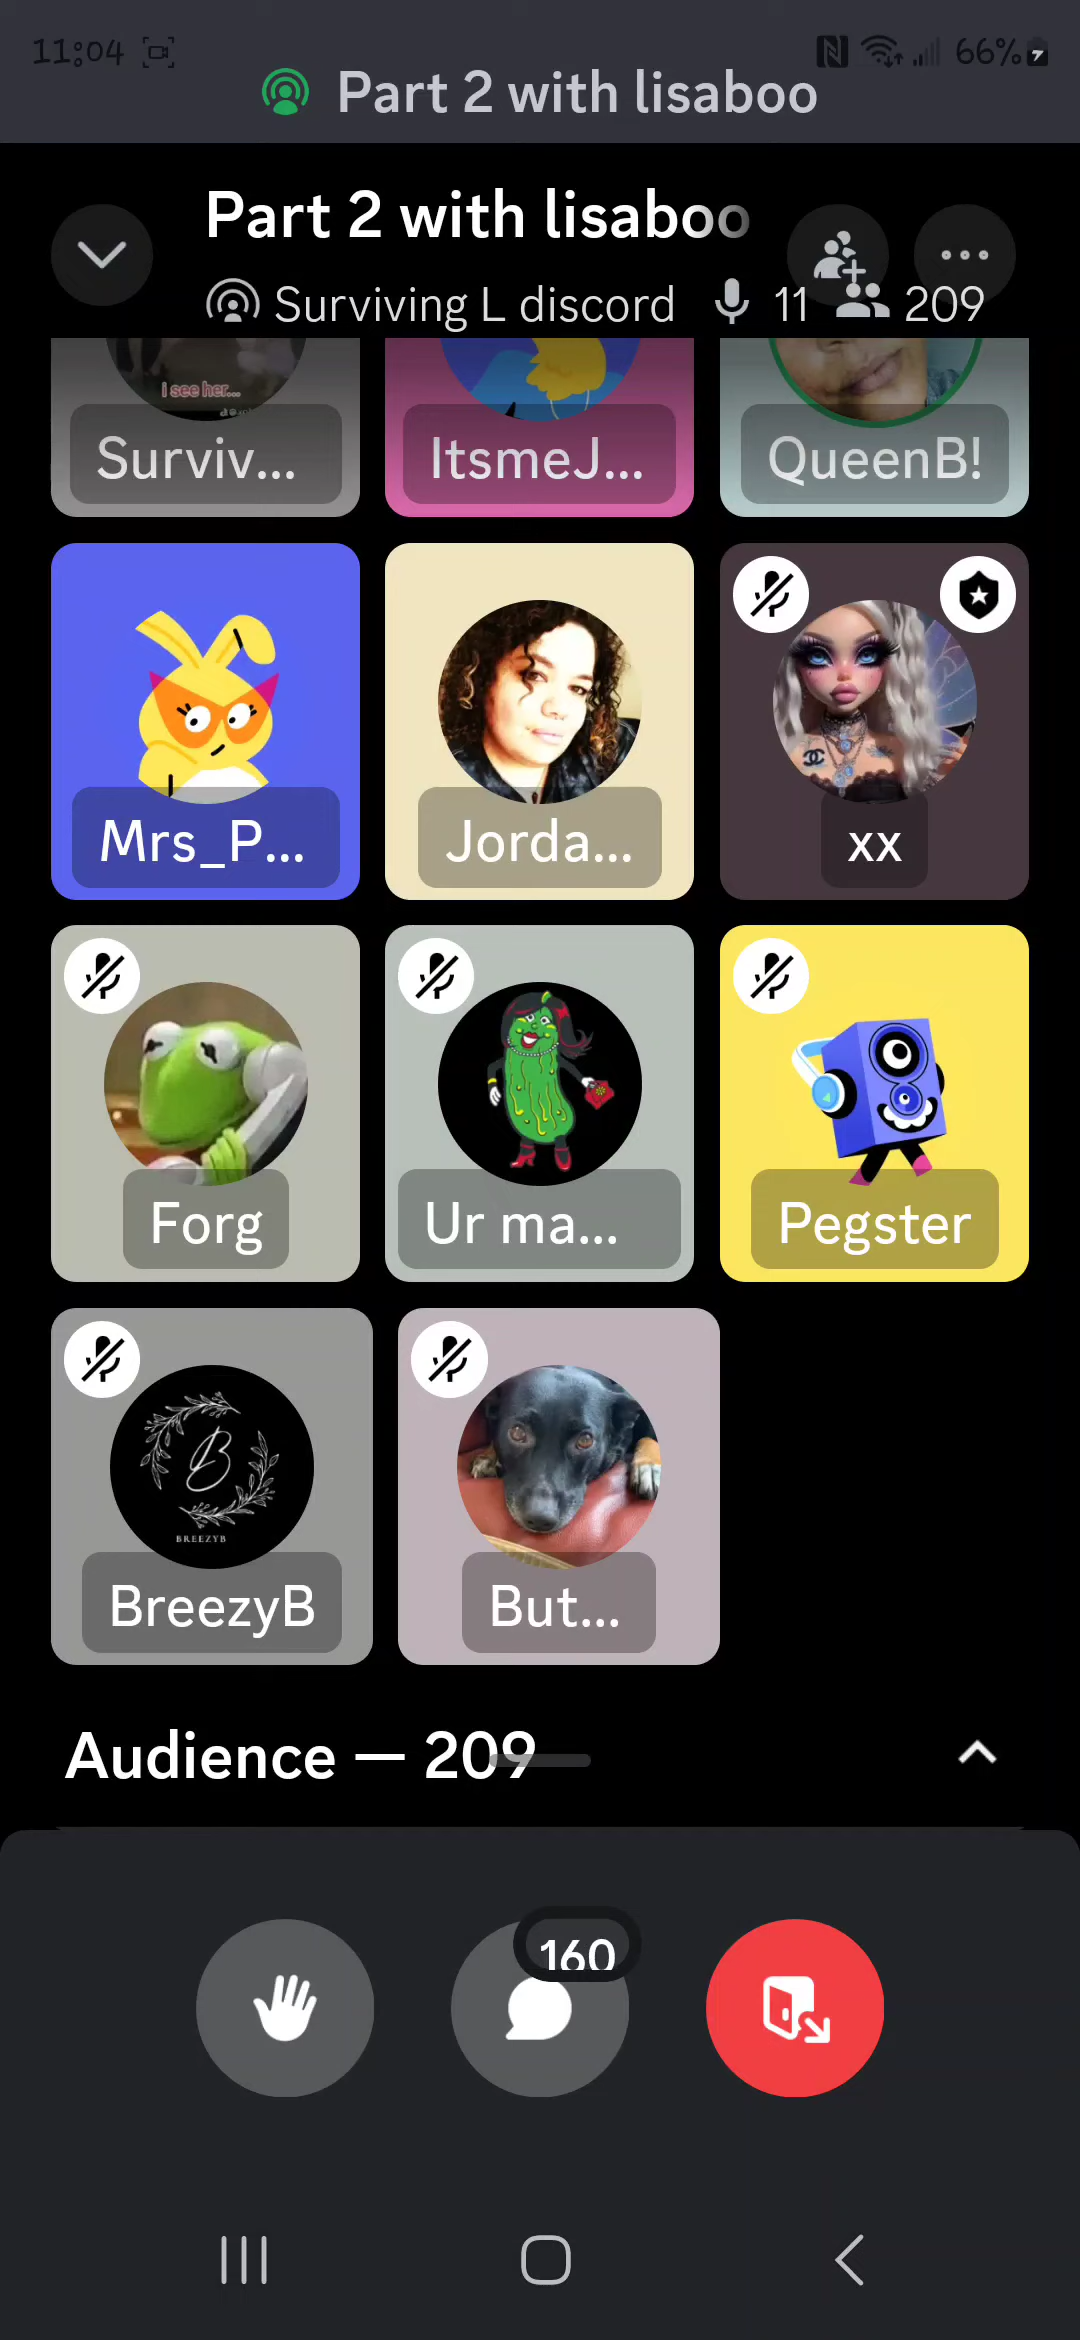 11:04
66%
Part 2 with lisaboo
Part 2 with lisaboo
Surviving L discord 11 209
i see her...
Surviv...
ItsmeJ...
QueenB!
Mrs_P...
Jorda...
xx
Forg
Ur ma...
Pegster
B
BREEZYB
BreezyB
But...
Audience — 209
160